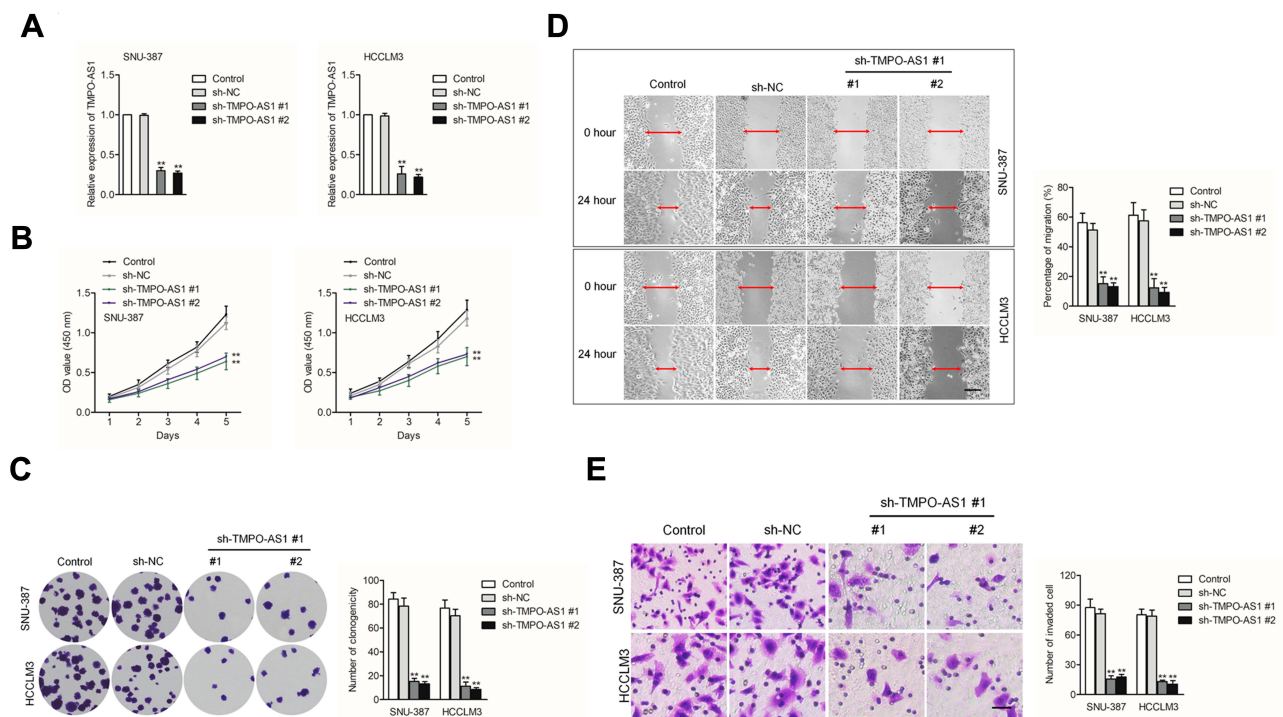 A
SNU-387
Relative expression of TMPO-AS1
1.5
1.0
0.5
0.0
** **
Control
sh-NC
sh-TMPO-AS1 #1
sh-TMPO-AS1 #2
HCCLM3
Relative expression of TMPO-AS1
1.5
1.0
0.5
0.0
** **
Control
sh-NC
sh-TMPO-AS1 #1
sh-TMPO-AS1 #2
B
Control
sh-NC
sh-TMPO-AS1 #1
sh-TMPO-AS1 #2
SNU-387
OD value (450 nm)
1.5
1.0
0.5
0.0
**
**
1 2 3 4 5
Days
Control
sh-NC
sh-TMPO-AS1 #1
sh-TMPO-AS1 #2
HCCLM3
OD value (450 nm)
1.5
1.0
0.5
0.0
**
**
1 2 3 4 5
Days
C
sh-TMPO-AS1 #1
Control sh-NC #1 #2
SNU-387
HCCLM3
Number of clonogenicity
100
80
60
40
20
0
** **
** **
SNU-387 HCCLM3
Control
sh-NC
sh-TMPO-AS1 #1
sh-TMPO-AS1 #2
D
sh-TMPO-AS1 #1
Control sh-NC #1 #2
0 hour
24 hour
SNU-387
0 hour
24 hour
HCCLM3
Percentage of migration (%)
80
60
40
20
0
** **
** **
SNU-387 HCCLM3
Control
sh-NC
sh-TMPO-AS1 #1
sh-TMPO-AS1 #2
E
sh-TMPO-AS1 #1
Control sh-NC #1 #2
SNU-387
HCCLM3
Number of invaded cell
120
90
60
30
0
** **
** **
SNU-387 HCCLM3
Control
sh-NC
sh-TMPO-AS1 #1
sh-TMPO-AS1 #2